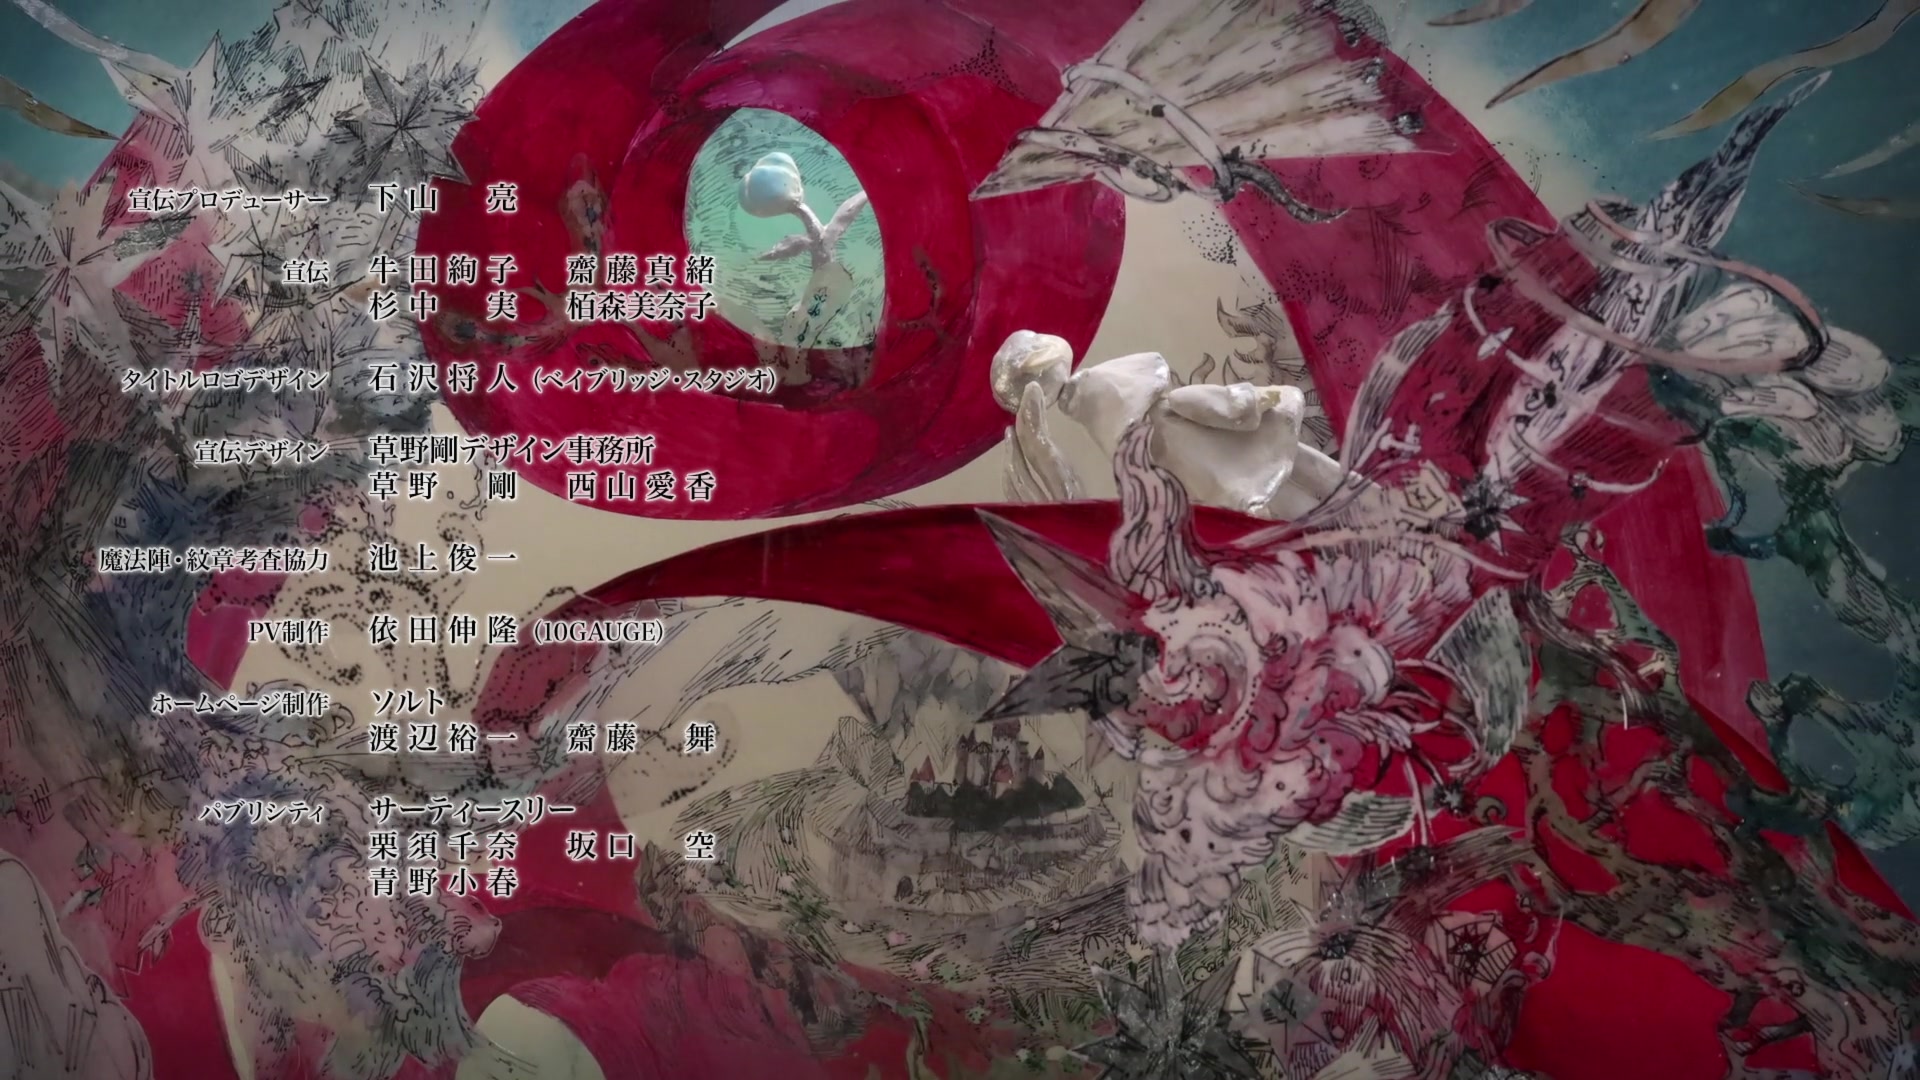 宣伝プロデューサー 下山 亮
宣伝 牛田絢子 齋藤真緒
杉中 実 栢森美奈子
タイトルロゴデザイン 石沢将人（ベイブリッジ・スタジオ）
宣伝デザイン 草野剛デザイン事務所
草野 剛 西山愛香
魔法陣・紋章考査協力 池上俊一
PV制作 依田伸隆（10GAUGE）
ホームページ制作 ソルト
渡辺裕一 齋藤 舞
パブリシティ サーティースリー
栗須千奈 坂口 空
青野小春